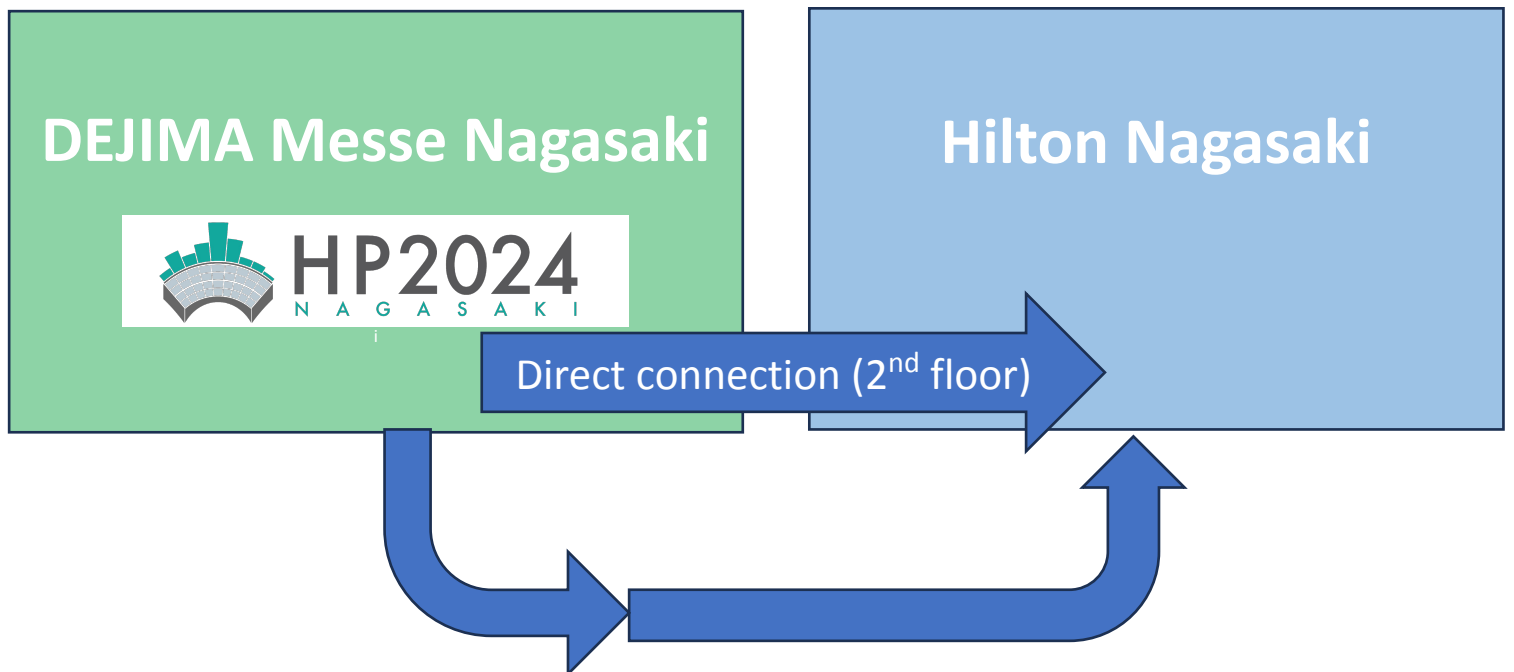 DEJIMA Messe Nagasaki
Hilton Nagasaki
HP2024
NAGASAKI
i
Direct connection (2nd floor)